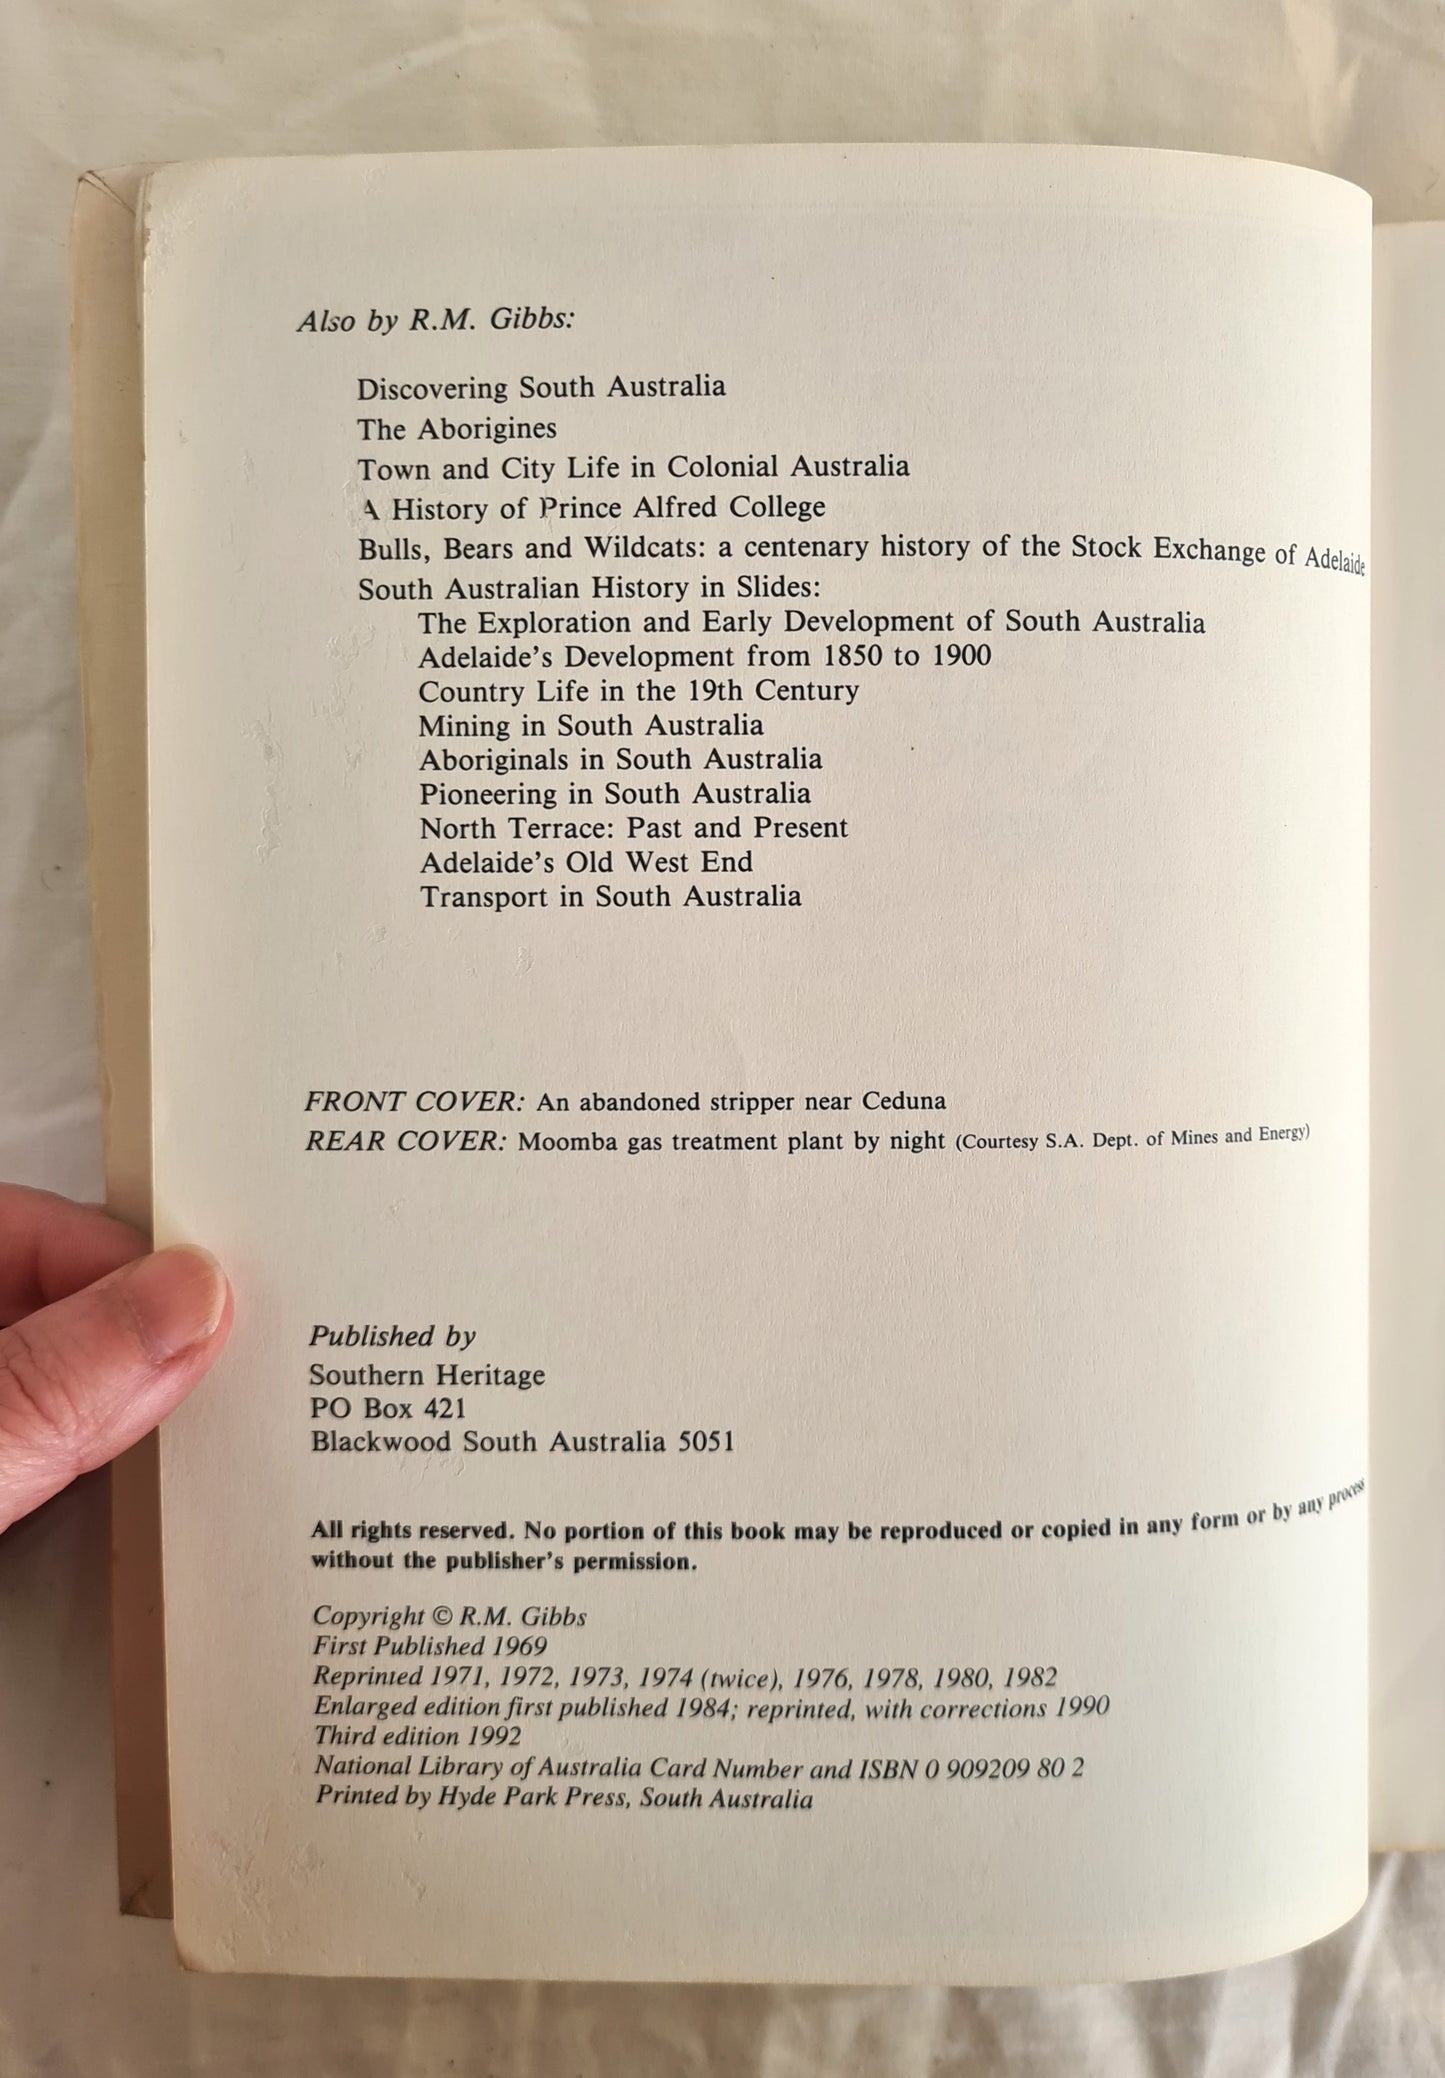 Also by R.M. Gibbs:
Discovering South Australia
The Aborigines
Town and City Life in Colonial Australia
A History of Prince Alfred College
Bulls, Bears and Wildcats: a centenary history of the Stock Exchange of Adelaide
South Australian History in Slides:
The Exploration and Early Development of South Australia
Adelaide's Development from 1850 to 1900
Country Life in the 19th Century
Mining in South Australia
Aboriginals in South Australia
Pioneering in South Australia
North Terrace: Past and Present
Adelaide's Old West End
Transport in South Australia
FRONT COVER: An abandoned stripper near Ceduna
REAR COVER: Moomba gas treatment plant by night (Courtesy S.A. Dept. of Mines and Energy)
Published by
Southern Heritage
PO Box 421
Blackwood South Australia 5051
All rights reserved. No portion of this book may be reproduced or copied in any form or by any process
without the publisher's permission.
Copyright © R.M. Gibbs
First Published 1969
Reprinted 1971, 1972, 1973, 1974 (twice), 1976, 1978, 1980, 1982
Enlarged edition first published 1984; reprinted, with corrections 1990
Third edition 1992
National Library of Australia Card Number and ISBN 0 909209 80 2
Printed by Hyde Park Press, South Australia